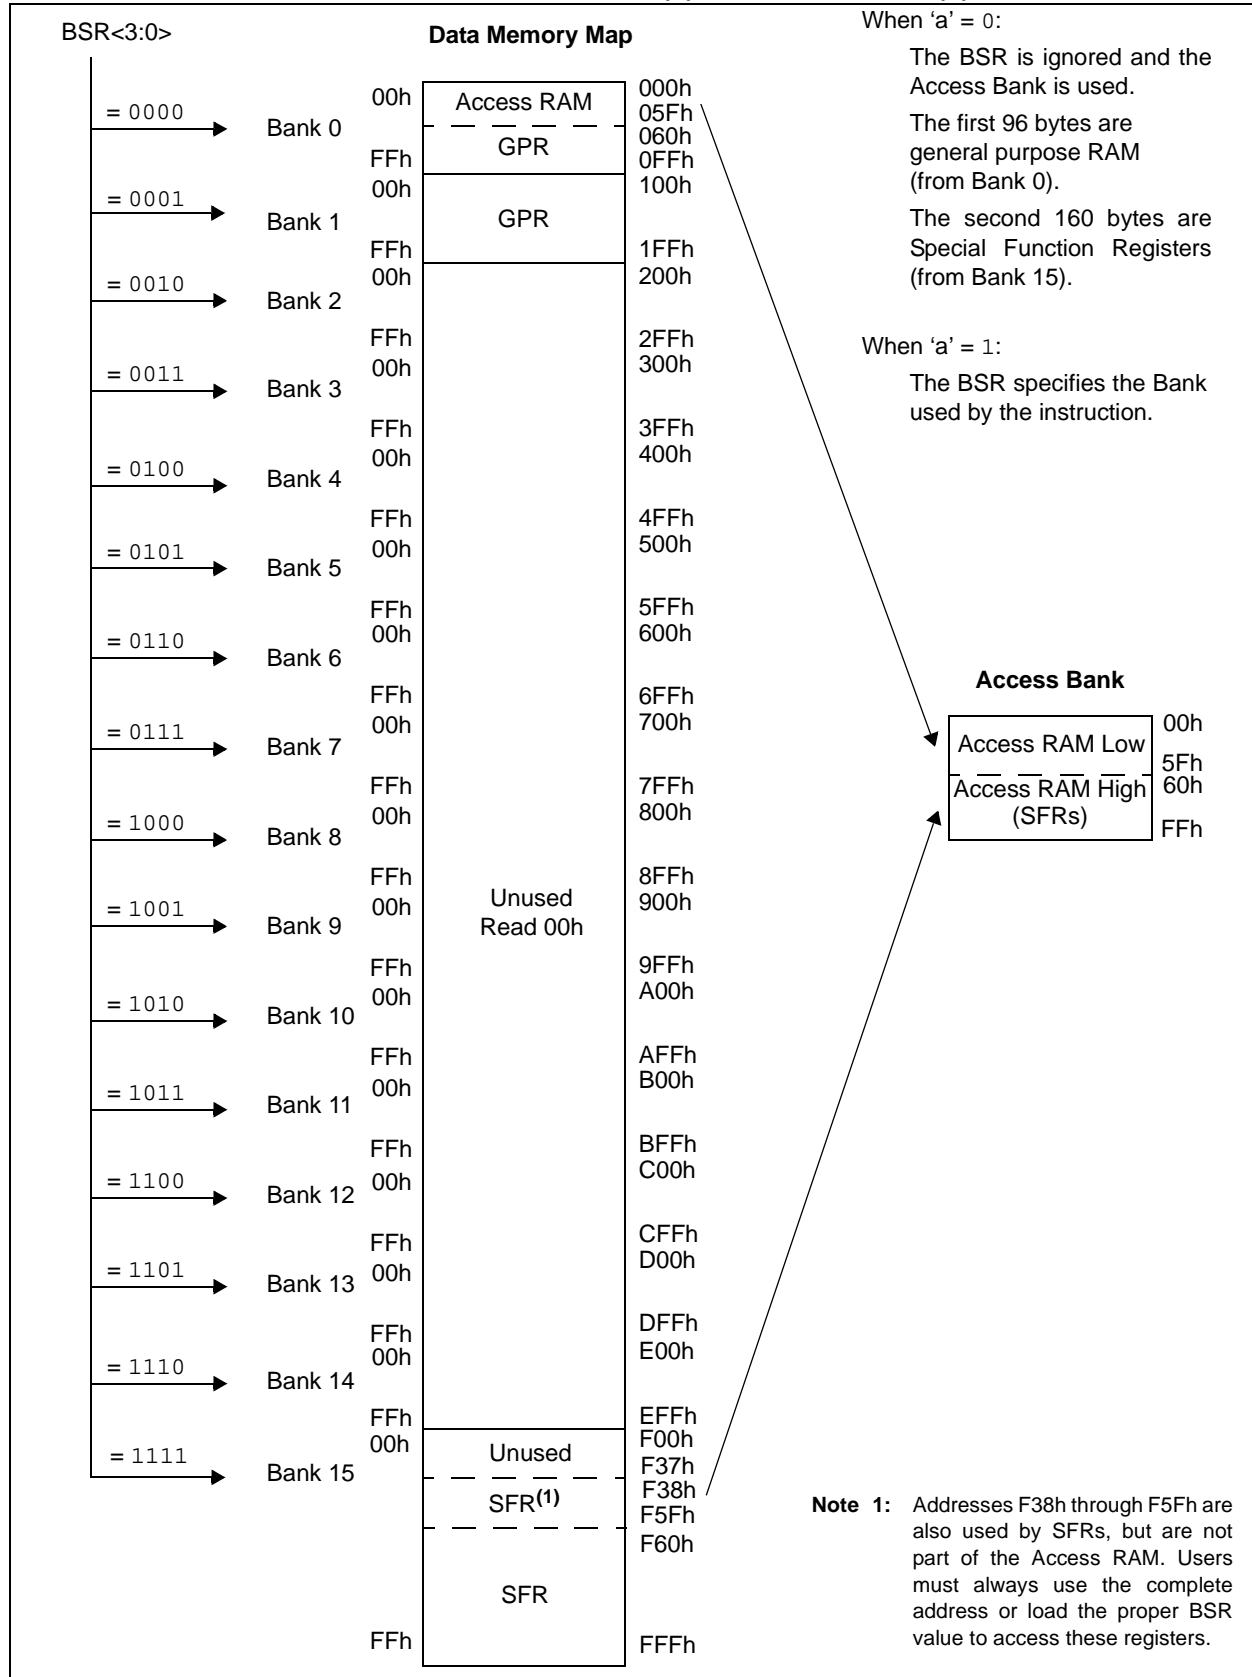 BSR<3:0>
Data Memory Map
When ‘a’ = 0:
The BSR is ignored and the
Access Bank is used.
The first 96 bytes are
general purpose RAM
(from Bank 0).
The second 160 bytes are
Special Function Registers
(from Bank 15).
When ‘a’ = 1:
The BSR specifies the Bank
used by the instruction.
= 0000
Bank 0
00h
Access RAM
000h
05Fh
060h
GPR
FFh
0FFh
= 0001
Bank 1
00h
100h
GPR
FFh
1FFh
= 0010
Bank 2
00h
200h
FFh
2FFh
= 0011
Bank 3
00h
300h
FFh
3FFh
= 0100
Bank 4
00h
400h
FFh
4FFh
= 0101
Bank 5
00h
500h
FFh
5FFh
= 0110
Bank 6
00h
600h
FFh
6FFh
= 0111
Bank 7
00h
700h
FFh
7FFh
= 1000
Bank 8
00h
800h
FFh
8FFh
= 1001
Bank 9
00h
900h
Unused
Read 00h
FFh
9FFh
= 1010
Bank 10
00h
A00h
FFh
AFFh
= 1011
Bank 11
00h
B00h
FFh
BFFh
= 1100
Bank 12
00h
C00h
FFh
CFFh
= 1101
Bank 13
00h
D00h
FFh
DFFh
= 1110
Bank 14
00h
E00h
FFh
EFFh
= 1111
Bank 15
00h
F00h
Unused
F37h
F38h
SFR(1)
F5Fh
F60h
SFR
FFh
FFFh
Access Bank
00h
Access RAM Low
5Fh
60h
Access RAM High
(SFRs)
FFh
Note 1: Addresses F38h through F5Fh are
also used by SFRs, but are not
part of the Access RAM. Users
must always use the complete
address or load the proper BSR
value to access these registers.